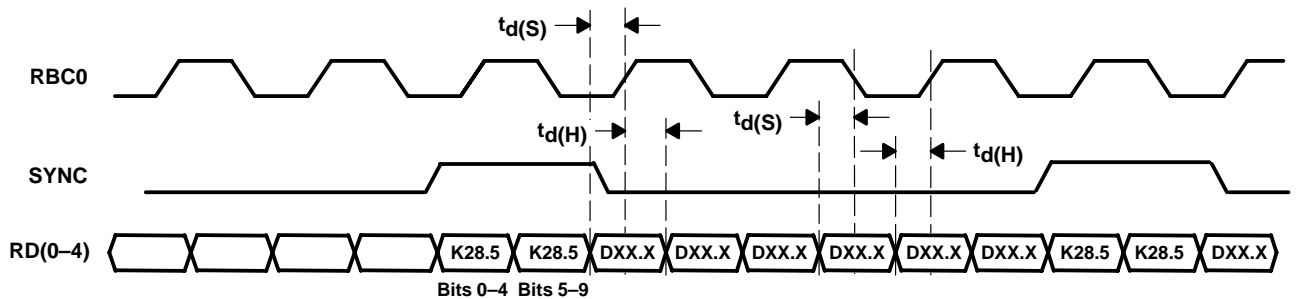 td(S)
RBC0
td(H)
td(S)
td(H)
SYNC
RD(0–4)
K28.5 K28.5 DXX.X DXX.X DXX.X DXX.X DXX.X DXX.X K28.5 K28.5 DXX.X
Bits 0–4 Bits 5–9